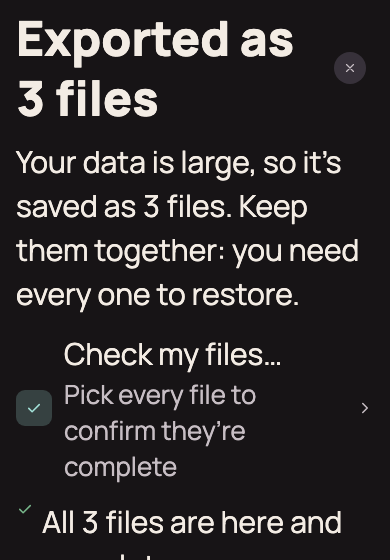 Exported as
3 files
Your data is large, so it's
saved as 3 files. Keep
them together: you need
every one to restore.
Check my files…
Pick every file to
confirm they're
complete
All 3 files are here and